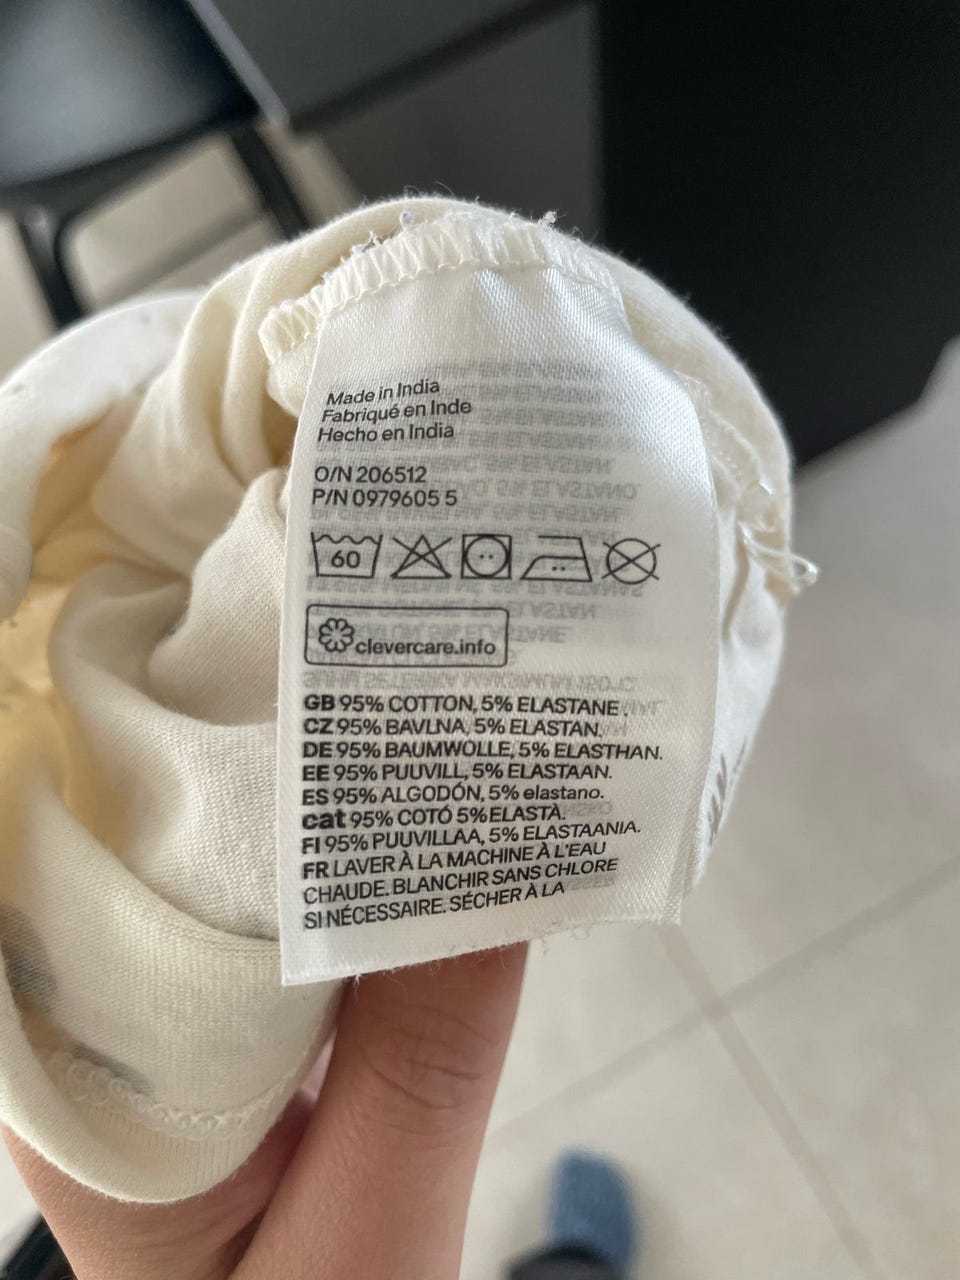 Made in India
Fabriqué en Inde
Hecho en India
O/N 206512
P/N 0979605 5
60
clevercare.info
GB 95% COTTON, 5% ELASTANE.
CZ 95% BAVLNA, 5% ELASTAN.
DE 95% BAUMWOLLE, 5% ELASTHAN.
EE 95% PUUVILL, 5% ELASTAAN.
ES 95% ALGODÓN, 5% elastano.
cat 95% COTÓ 5% ELASTÀ.
FI 95% PUUVILLAA, 5% ELASTAANIA.
FR LAVER À LA MACHINE À L'EAU
CHAUDE. BLANCHIR SANS CHLORE
SI NÉCESSAIRE. SÉCHER À LA